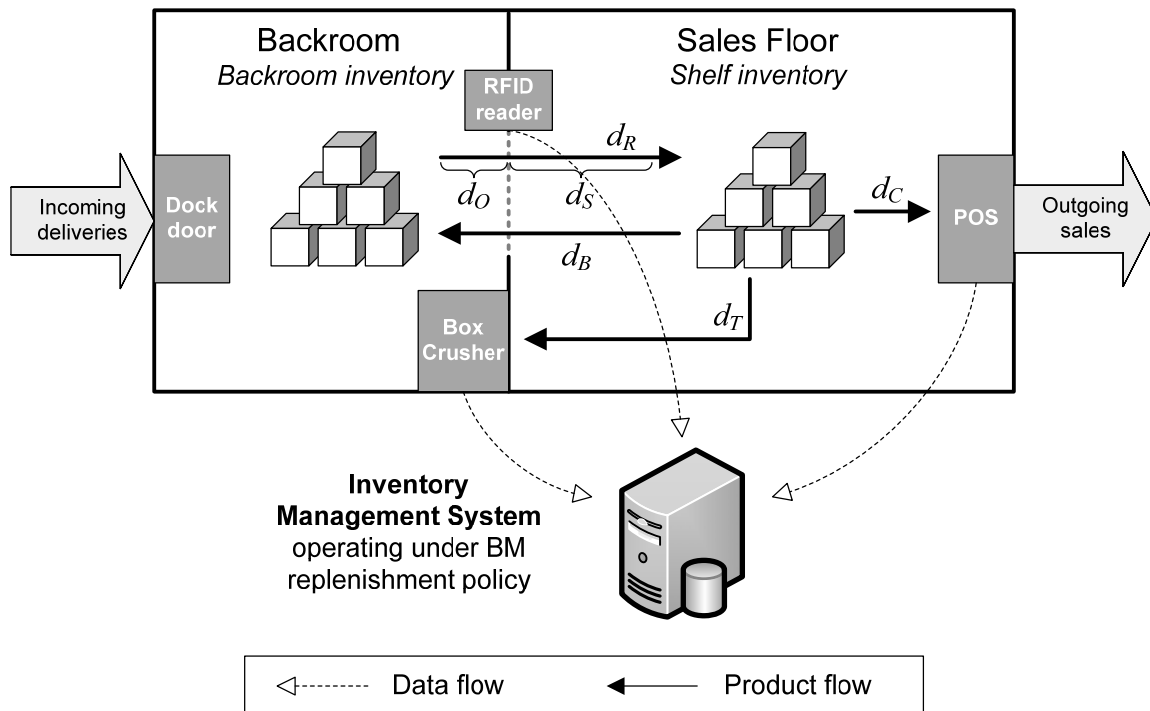 Backroom
Backroom inventory
Sales Floor
Shelf inventory
RFID
reader
d_R
d_O
d_S
d_C
d_B
d_T
Incoming
deliveries
Dock
door
POS
Outgoing
sales
Box
Crusher
Inventory
Management System
operating under BM
replenishment policy
Data flow
Product flow